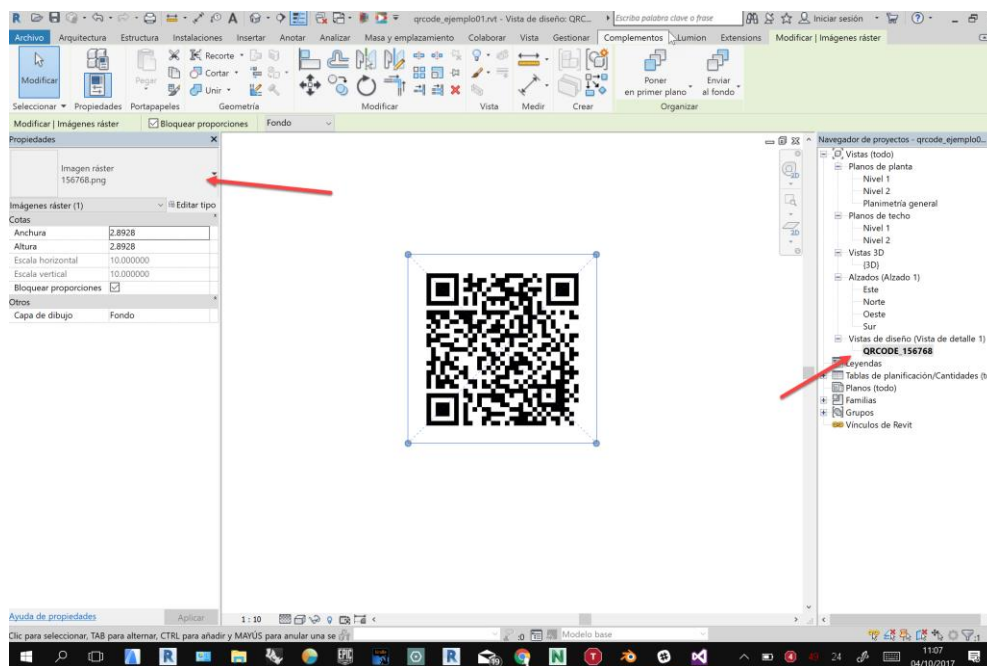 qrcode_ejemplo01.rvt - Vista de diseño: QRC...
Escriba palabra clave o frase
Iniciar sesión
Archivo Arquitectura Estructura Instalaciones Insertar Anotar Analizar Masa y emplazamiento Colaborar Vista Gestionar Complementos Lumion Extensions Modificar | Imágenes ráster
Modificar
Pegar
Recorte
Cortar
Unir
Poner en primer plano
Enviar al fondo
Seleccionar Propiedades Portapapeles Geometría Modificar Vista Medir Crear Organizar
Modificar | Imágenes ráster Bloquear proporciones Fondo
Propiedades
Imagen ráster
156768.png
Imágenes ráster (1) Editar tipo
Cotas
Anchura 2.8928
Altura 2.8928
Escala horizontal 10.000000
Escala vertical 10.000000
Bloquear proporciones
Otros
Capa de dibujo Fondo
Navegador de proyectos - qrcode_ejemplo0...
Vistas (todo)
Planos de planta
Nivel 1
Nivel 2
Planimetría general
Planos de techo
Nivel 1
Nivel 2
Vistas 3D
{3D}
Alzados (Alzado 1)
Este
Norte
Oeste
Sur
Vistas de diseño (Vista de detalle 1)
QRCODE_156768
Leyendas
Tablas de planificación/Cantidades (t
Planos (todo)
Familias
Grupos
Vínculos de Revit
Ayuda de propiedades Aplicar
1 : 10
Clic para seleccionar, TAB para alternar, CTRL para añadir y MAYÚS para anular una se
:0 Modelo base
:1
EPIC
24
11:07
04/10/2017